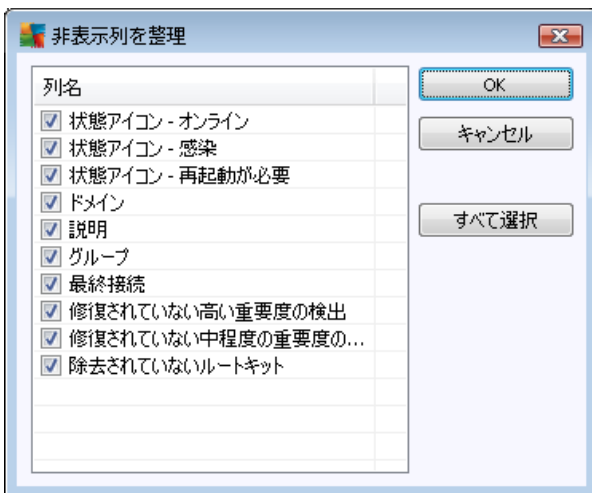 非表示列を整理
列名
状態アイコン - オンライン
状態アイコン - 感染
状態アイコン - 再起動が必要
ドメイン
説明
グループ
最終接続
修復されていない高い重要度の検出
修復されていない中程度の重要度の...
除去されていないルートキット
OK
キャンセル
すべて選択